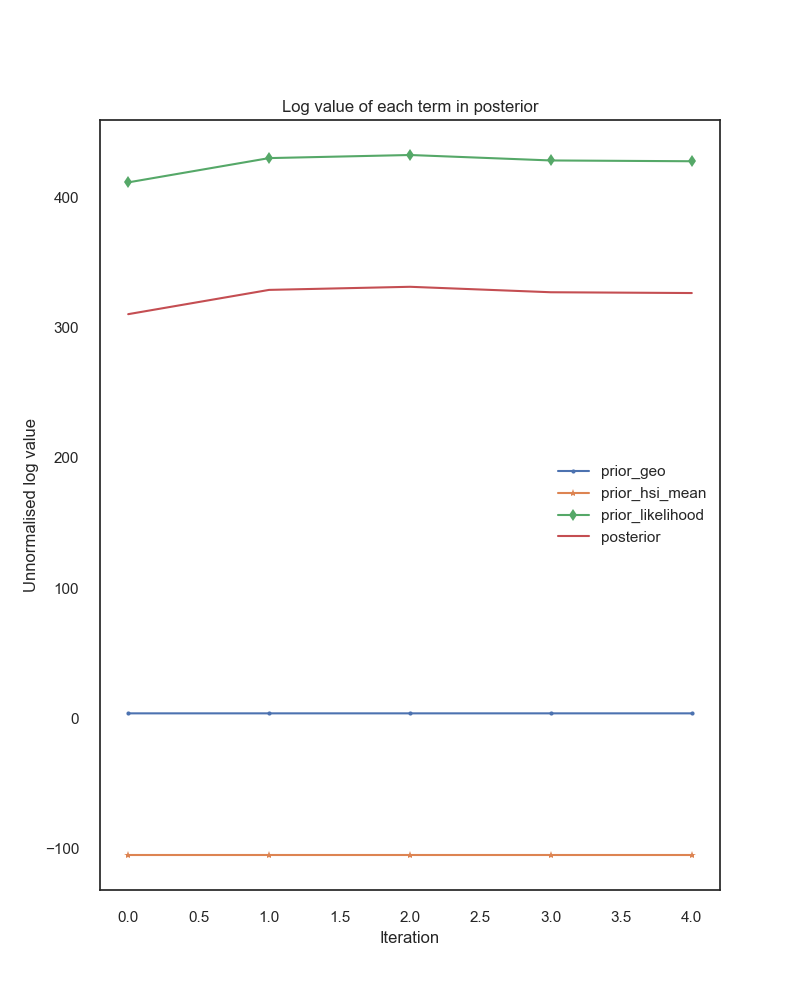 Log value of each term in posterior
Unnormalised log value
400
300
200
100
0
−100
prior_geo
prior_hsi_mean
prior_likelihood
posterior
0.0 0.5 1.0 1.5 2.0 2.5 3.0 3.5 4.0
Iteration